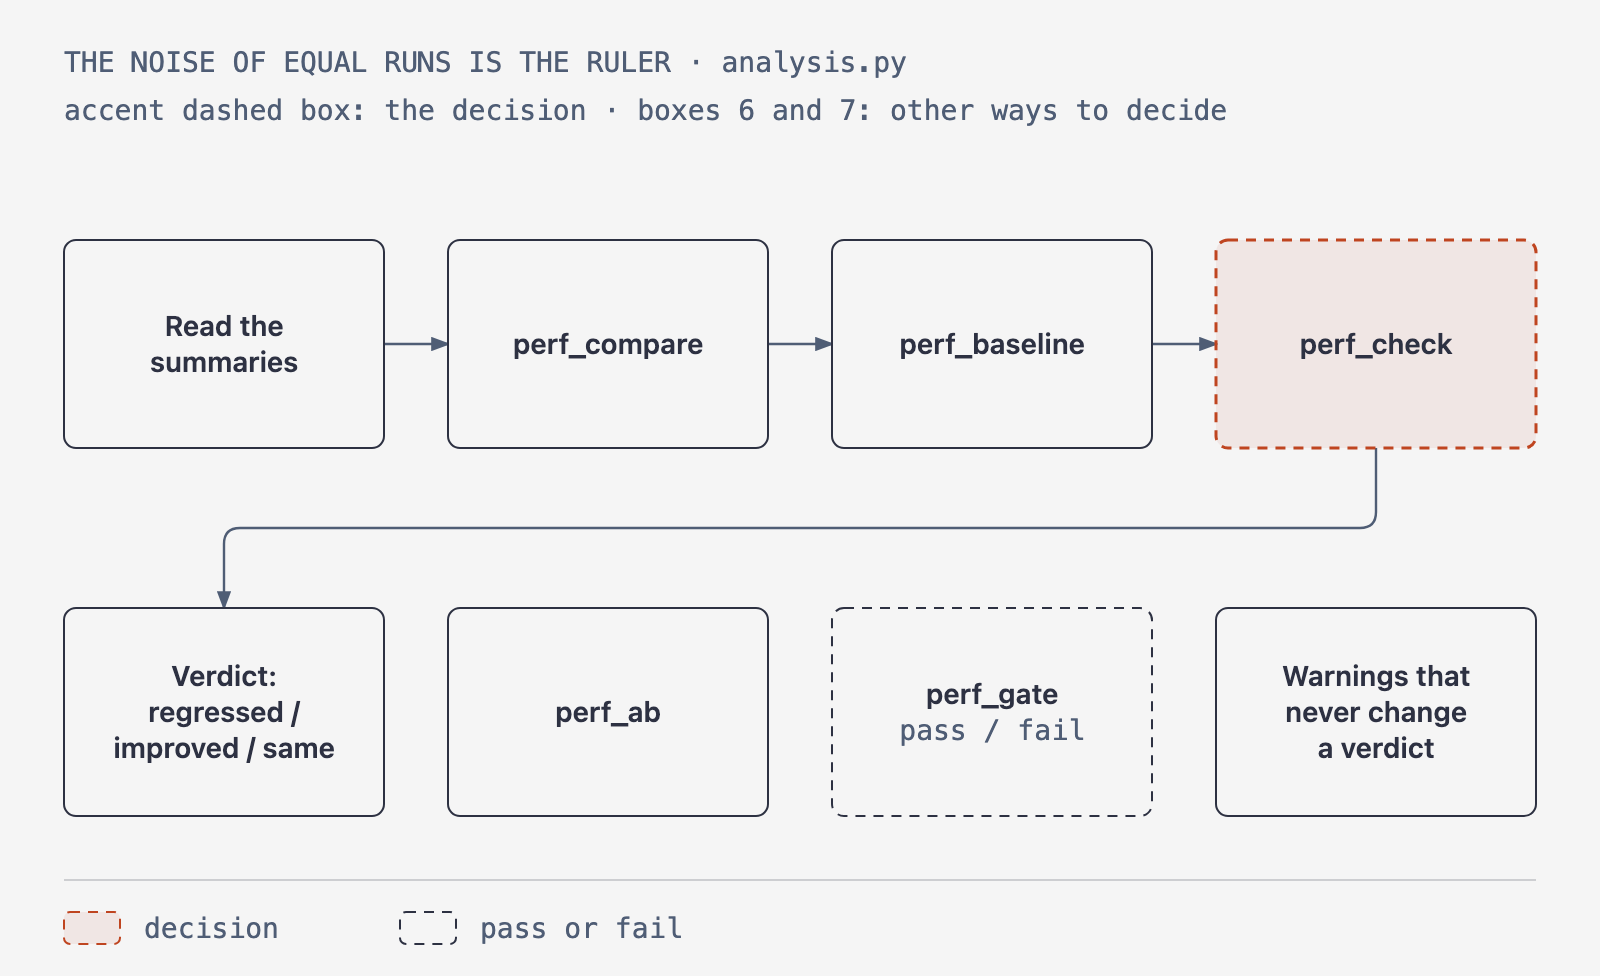 THE NOISE OF EQUAL RUNS IS THE RULER · analysis.py
accent dashed box: the decision · boxes 6 and 7: other ways to decide
Read the
summaries
perf_compare
perf_baseline
perf_check
Verdict:
regressed /
improved / same
perf_ab
perf_gate
pass / fail
Warnings that
never change
a verdict
decision
pass or fail